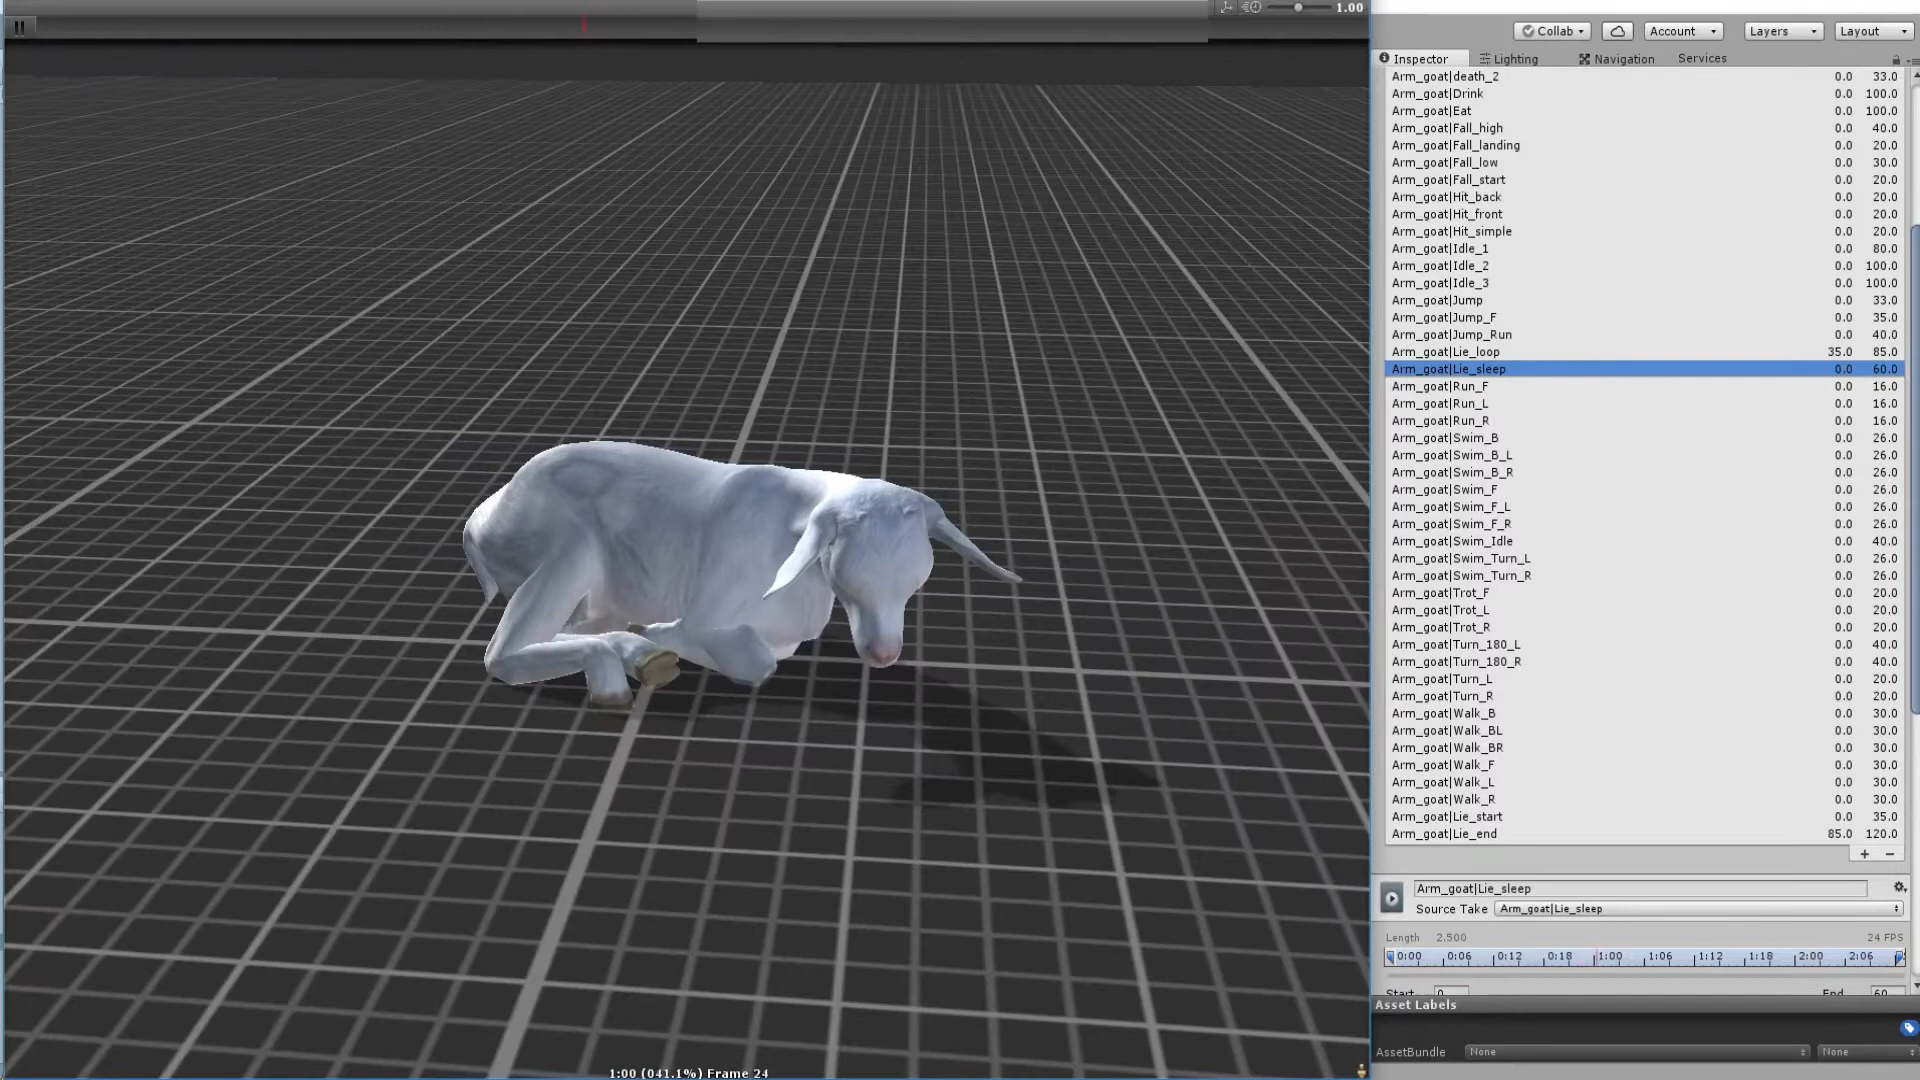 1.00
Collab
Account
Layers
Layout
Inspector
Lighting
Navigation
Services
Arm_goat|death_2 0.0 33.0
Arm_goat|Drink 0.0 100.0
Arm_goat|Eat 0.0 100.0
Arm_goat|Fall_high 0.0 40.0
Arm_goat|Fall_landing 0.0 20.0
Arm_goat|Fall_low 0.0 30.0
Arm_goat|Fall_start 0.0 20.0
Arm_goat|Hit_back 0.0 20.0
Arm_goat|Hit_front 0.0 20.0
Arm_goat|Hit_simple 0.0 20.0
Arm_goat|Idle_1 0.0 80.0
Arm_goat|Idle_2 0.0 100.0
Arm_goat|Idle_3 0.0 100.0
Arm_goat|Jump 0.0 33.0
Arm_goat|Jump_F 0.0 35.0
Arm_goat|Jump_Run 0.0 40.0
Arm_goat|Lie_loop 35.0 85.0
Arm_goat|Lie_sleep 0.0 60.0
Arm_goat|Run_F 0.0 16.0
Arm_goat|Run_L 0.0 16.0
Arm_goat|Run_R 0.0 16.0
Arm_goat|Swim_B 0.0 26.0
Arm_goat|Swim_B_L 0.0 26.0
Arm_goat|Swim_B_R 0.0 26.0
Arm_goat|Swim_F 0.0 26.0
Arm_goat|Swim_F_L 0.0 26.0
Arm_goat|Swim_F_R 0.0 26.0
Arm_goat|Swim_Idle 0.0 40.0
Arm_goat|Swim_Turn_L 0.0 26.0
Arm_goat|Swim_Turn_R 0.0 26.0
Arm_goat|Trot_F 0.0 20.0
Arm_goat|Trot_L 0.0 20.0
Arm_goat|Trot_R 0.0 20.0
Arm_goat|Turn_180_L 0.0 40.0
Arm_goat|Turn_180_R 0.0 40.0
Arm_goat|Turn_L 0.0 20.0
Arm_goat|Turn_R 0.0 20.0
Arm_goat|Walk_B 0.0 30.0
Arm_goat|Walk_BL 0.0 30.0
Arm_goat|Walk_BR 0.0 30.0
Arm_goat|Walk_F 0.0 30.0
Arm_goat|Walk_L 0.0 30.0
Arm_goat|Walk_R 0.0 30.0
Arm_goat|Lie_start 0.0 35.0
Arm_goat|Lie_end 85.0 120.0
+ −
Arm_goat|Lie_sleep
Source Take Arm_goat|Lie_sleep
Length 2.500 24 FPS
0:00 0:06 0:12 0:18 1:00 1:06 1:12 1:18 2:00 2:06
Start 0 End 60
Asset Labels
AssetBundle None None
1:00 (041.1%) Frame 24